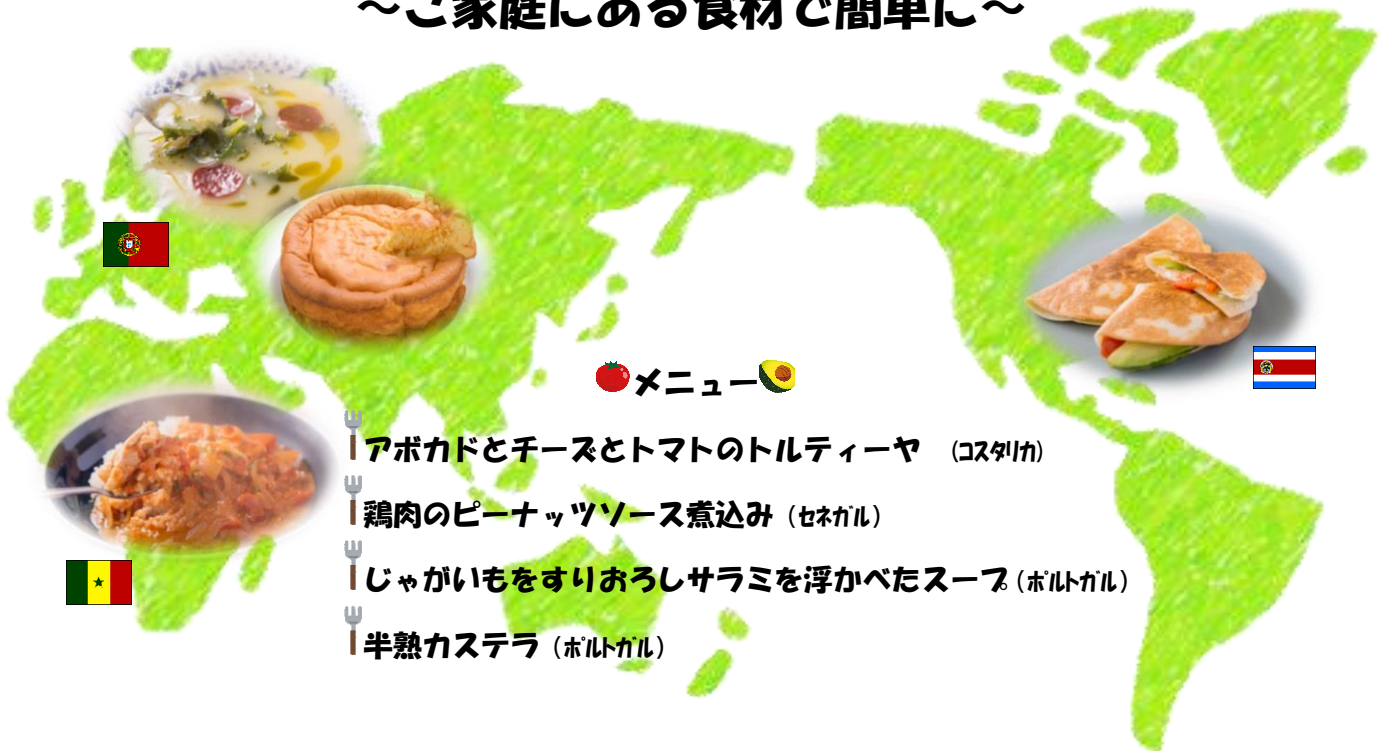 ～ご家庭にある食材で簡単に～
メニュー
アボカドとチーズとトマトのトルティーヤ （コスタリカ）
鶏肉のピーナッツソース煮込み（セネガル）
じゃがいもをすりおろしサラミを浮かべたスープ（ポルトガル）
半熟カステラ（ポルトガル）